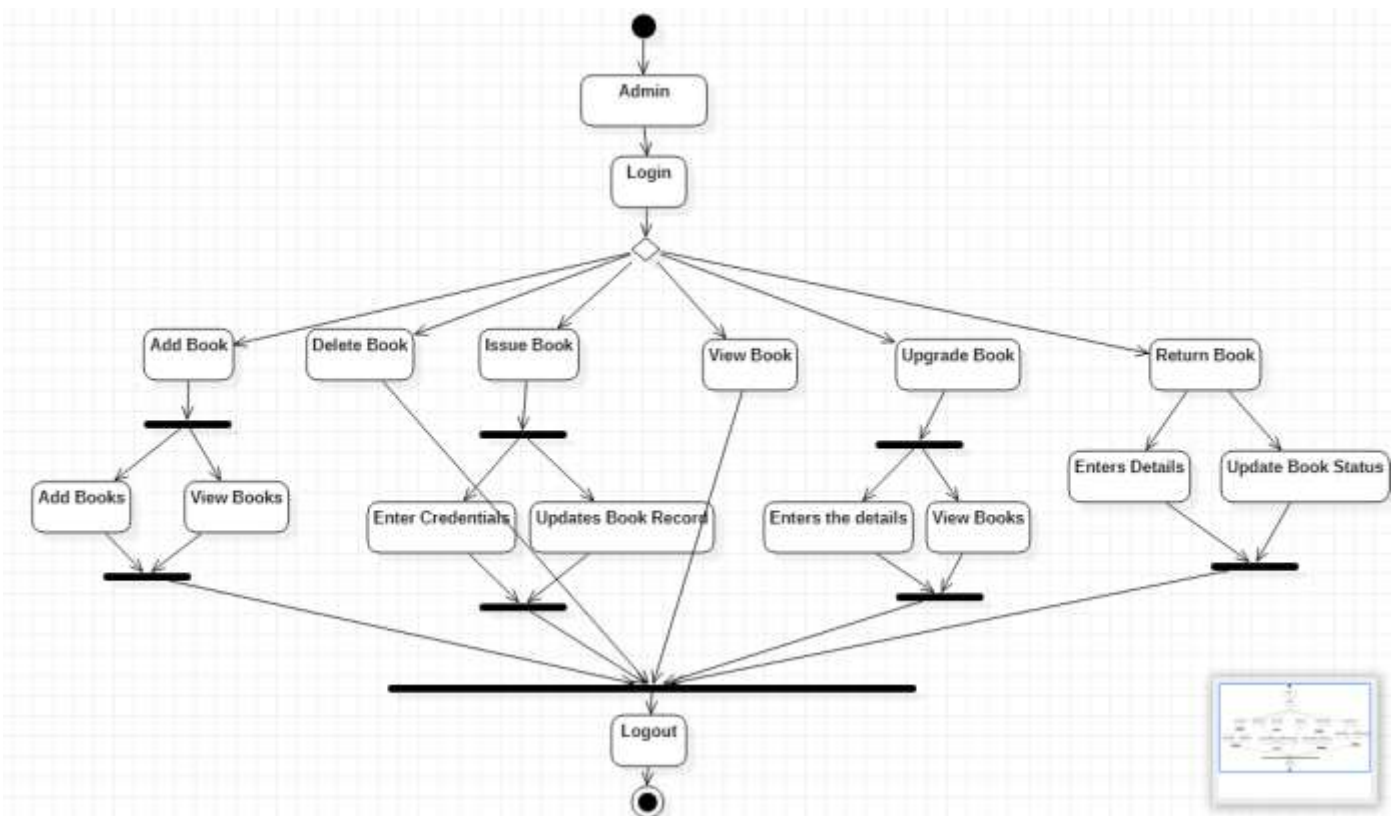 Admin
Login
Add Book
Delete Book
Issue Book
View Book
Upgrade Book
Return Book
Enters Details
Update Book Status
Add Books
View Books
Enter Credentials
Updates Book Record
Enters the details
View Books
Logout